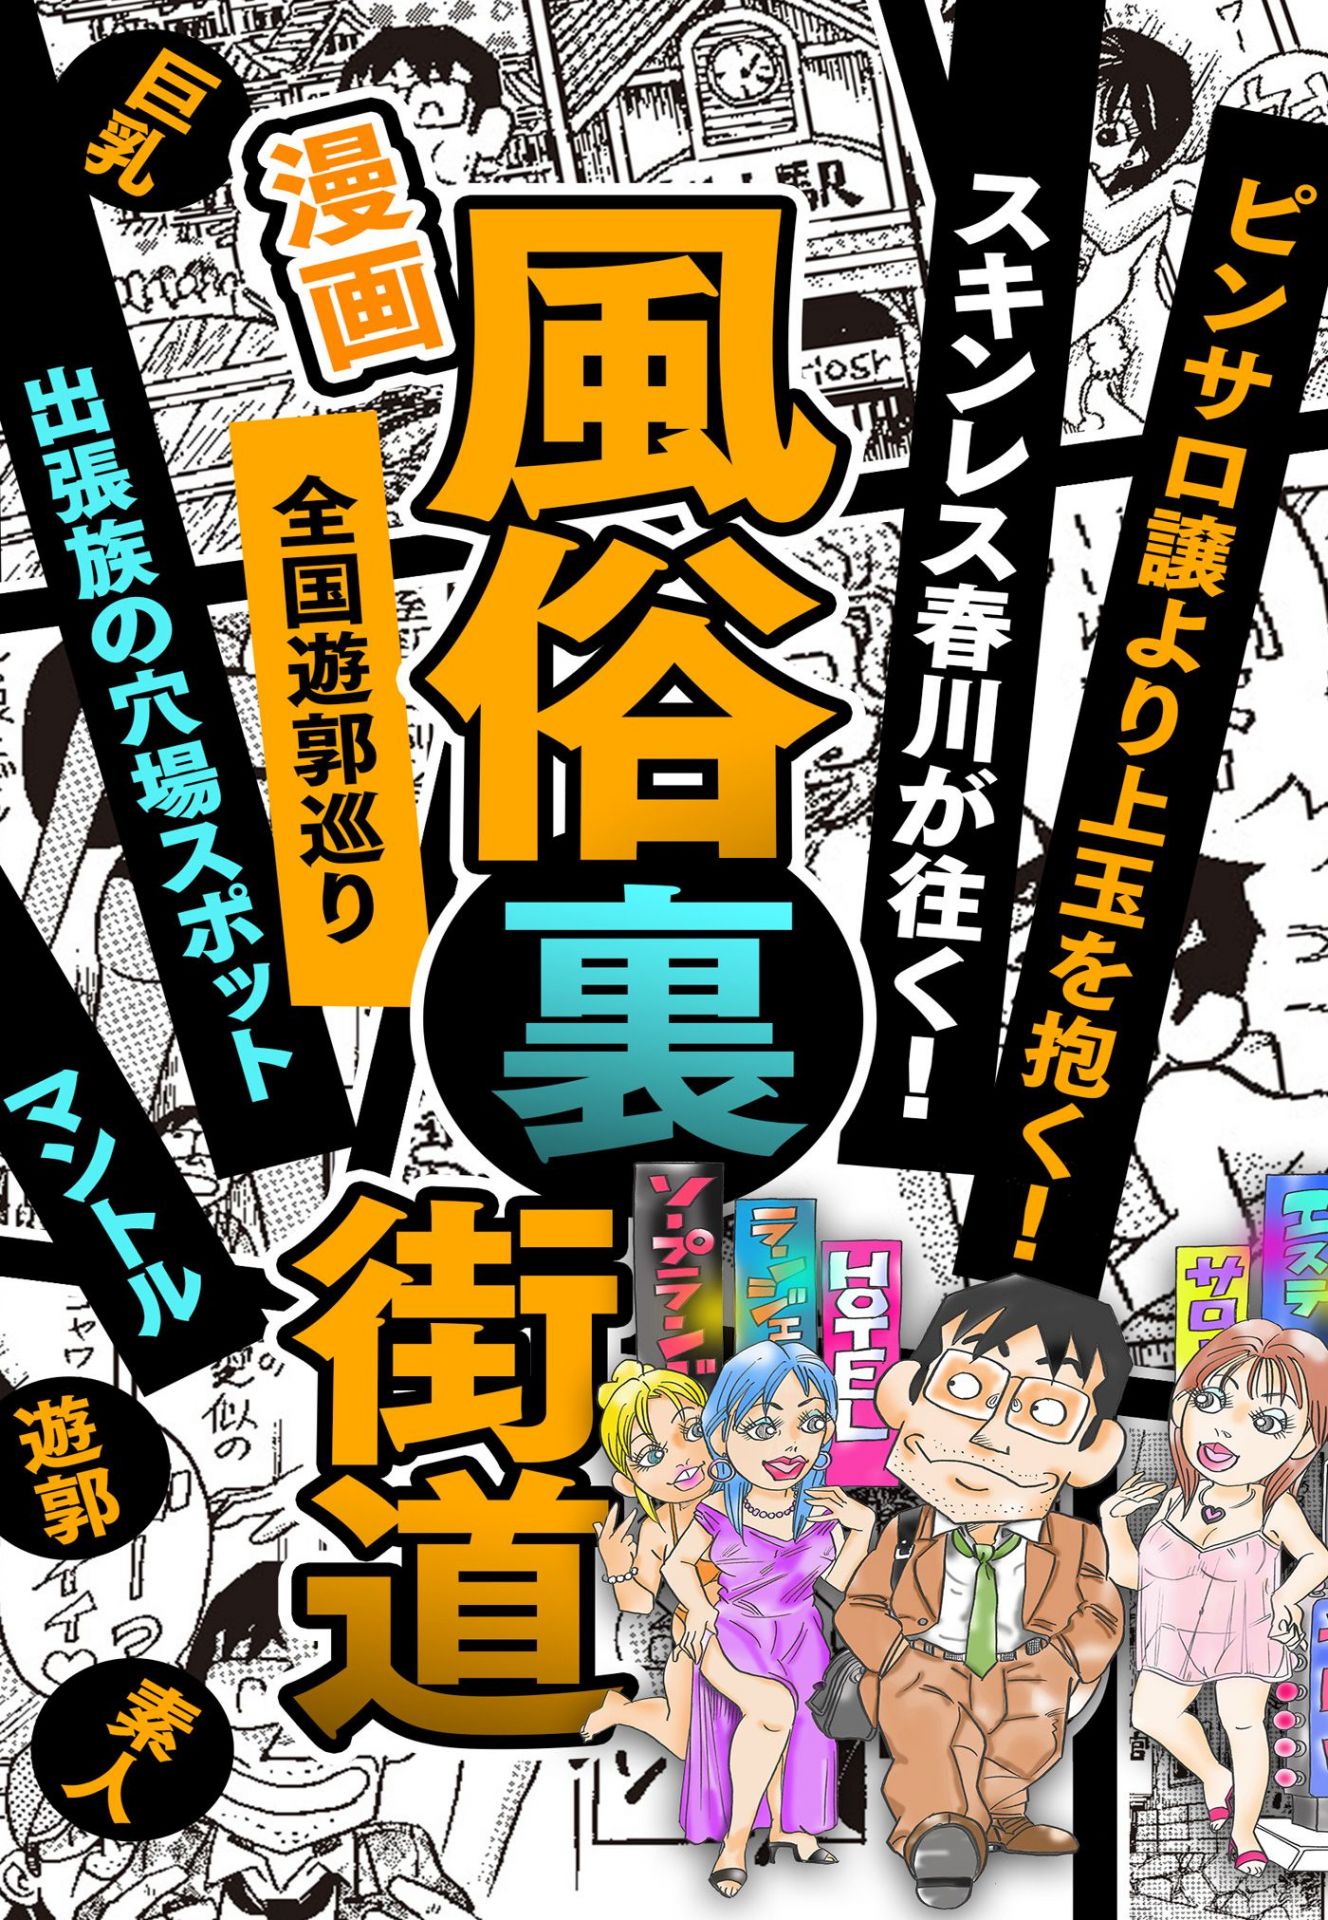 ピンサロ譲より上玉を抱く!
スキンレス春川が往く!
漫画
風俗裏街道
全国遊郭巡り
巨乳
出張族の穴場スポット
マントル
遊郭
素人
ソープランド
ラーンジェ
HOTEL
サロ
エステ